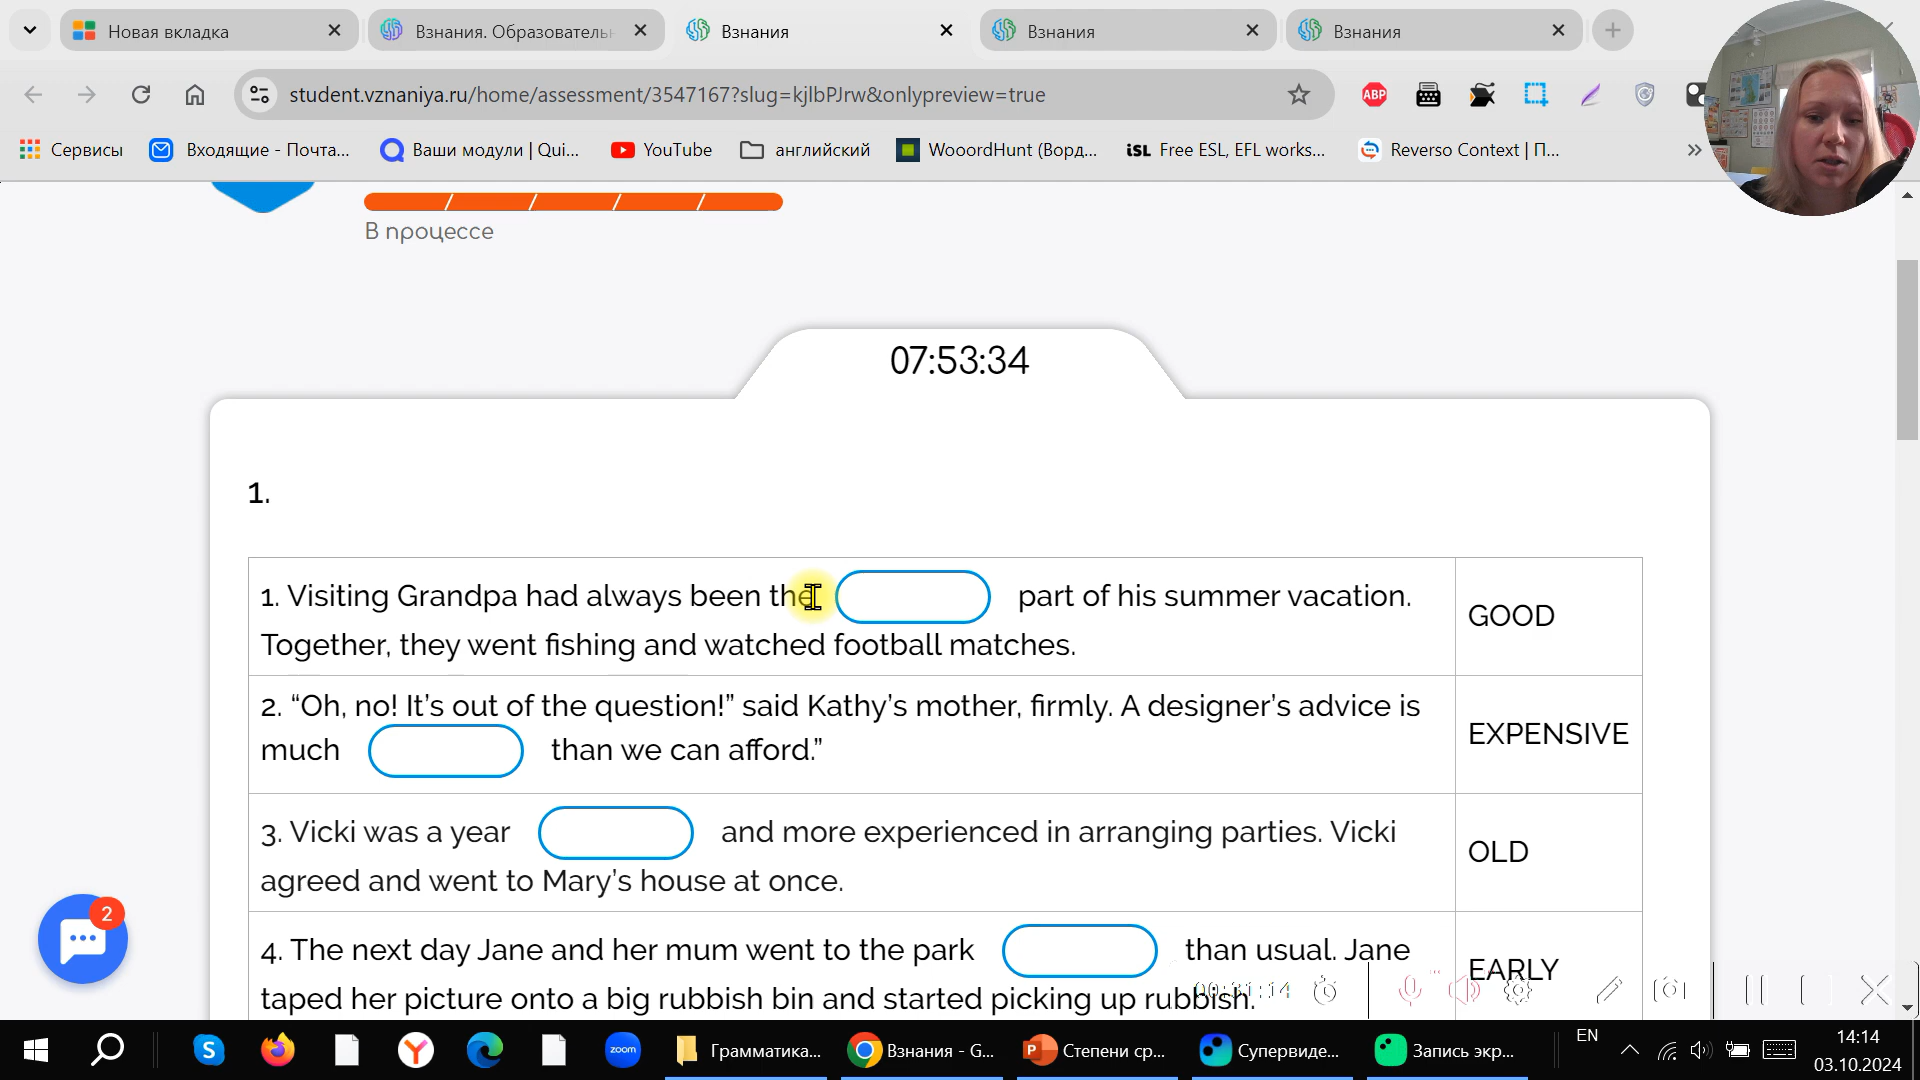 Новая вкладка
Взнания. Образователь
Взнания
Взнания
Взнания
student.vznaniya.ru/home/assessment/3547167?slug=kjlbPJrw&onlypreview=true
ABP
Сервисы
Входящие - Почта...
Ваши модули | Qui...
YouTube
английский
WooordHunt (Ворд...
iSL Free ESL, EFL works...
Reverso Context | П...
В процессе
07:53:34
1.
1. Visiting Grandpa had always been the part of his summer vacation.
Together, they went fishing and watched football matches.
GOOD
2. “Oh, no! It’s out of the question!” said Kathy’s mother, firmly. A designer’s advice is
much than we can afford.”
EXPENSIVE
3. Vicki was a year and more experienced in arranging parties. Vicki
agreed and went to Mary’s house at once.
OLD
4. The next day Jane and her mum went to the park than usual. Jane
taped her picture onto a big rubbish bin and started picking up rubbish.
EARLY
2
00:31:14
zoom
Грамматика...
Взнания - G...
Степени ср...
Супервиде...
Запись экр...
EN
14:14
03.10.2024